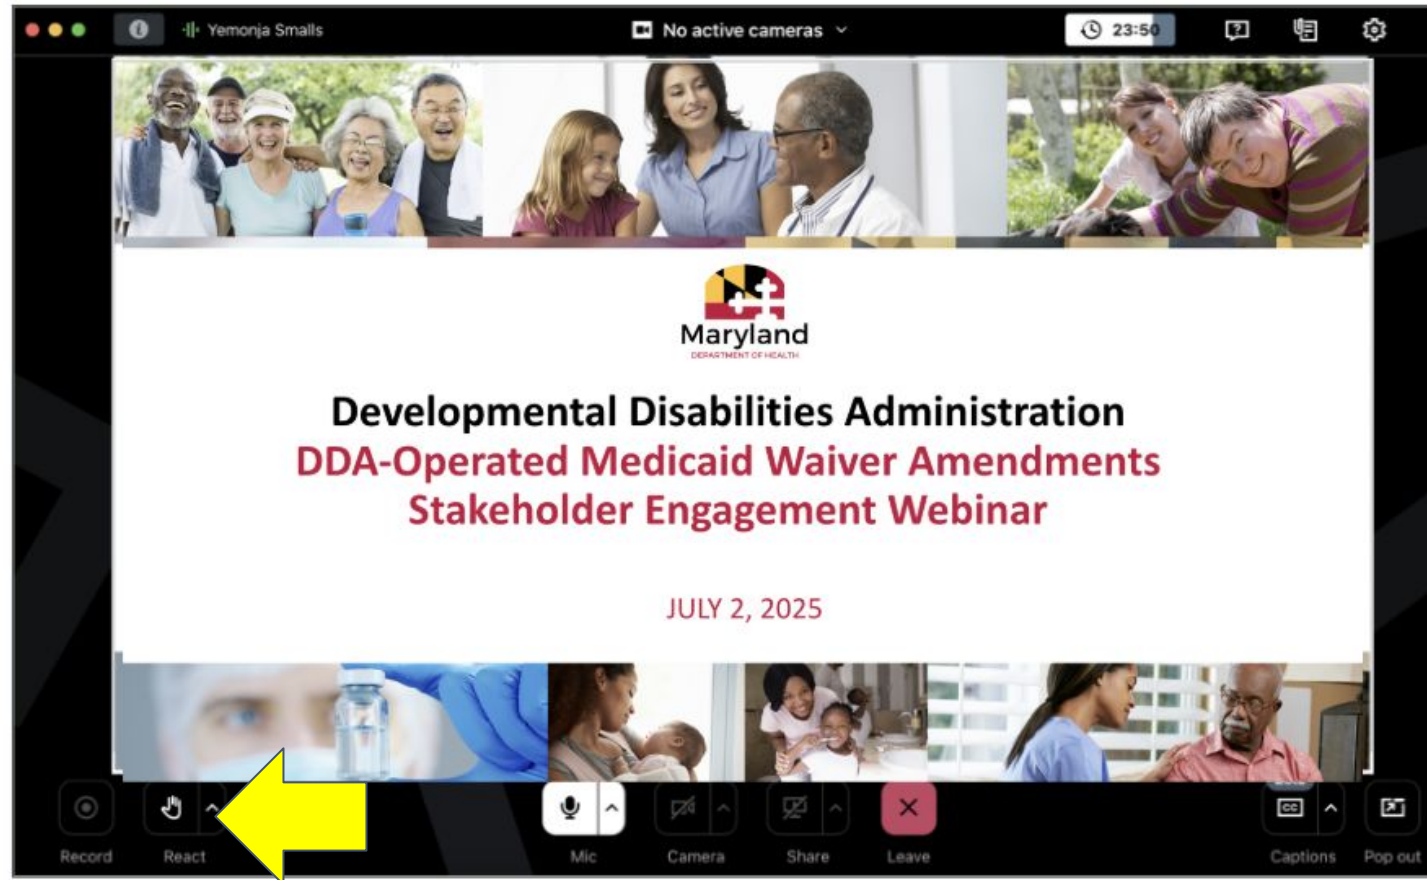 Yemonja Smalls
No active cameras
23:50
Maryland
DEPARTMENT OF HEALTH
Developmental Disabilities Administration
DDA-Operated Medicaid Waiver Amendments
Stakeholder Engagement Webinar
JULY 2, 2025
CC
Record React Mic Camera Share Leave Captions Pop out